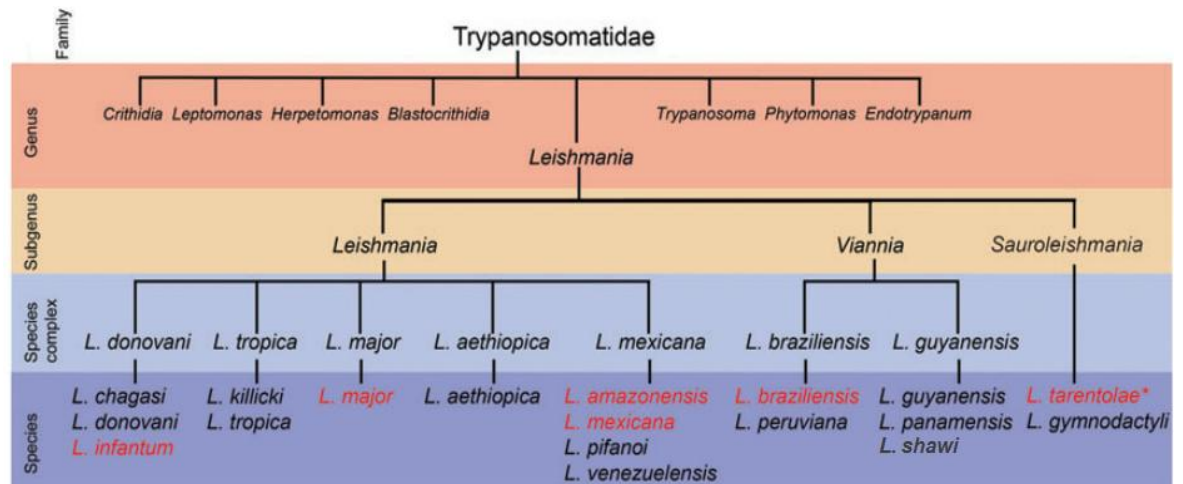 Family
Trypanosomatidae
Genus
Crithidia Leptomonas Herpetomonas Blastocrithidia Trypanosoma Phytomonas Endotrypanum
Leishmania
Subgenus
Leishmania Viannia Sauroleishmania
Species complex
L. donovani L. tropica L. major L. aethiopica L. mexicana L. braziliensis L. guyanensis
Species
L. chagasi L. killicki L. major L. aethiopica L. amazonensis L. braziliensis L. guyanensis L. tarentolae*
L. donovani L. tropica L. mexicana L. peruviana L. panamensis L. gymnodactyli
L. infantum L. pifanoi L. shawi
L. venezuelensis